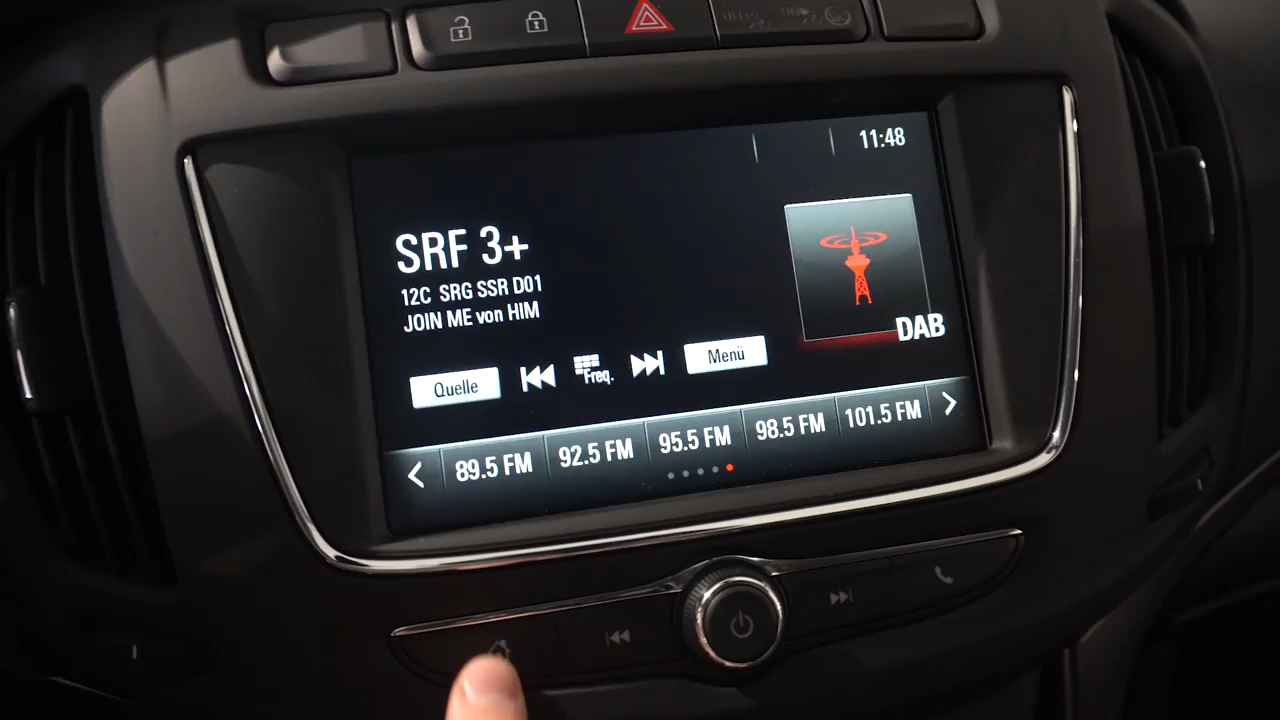 11:48
SRF 3+
12C SRG SSR D01
JOIN ME von HIM
DAB
Quelle
Freq.
Menü
89.5 FM
92.5 FM
95.5 FM
98.5 FM
101.5 FM